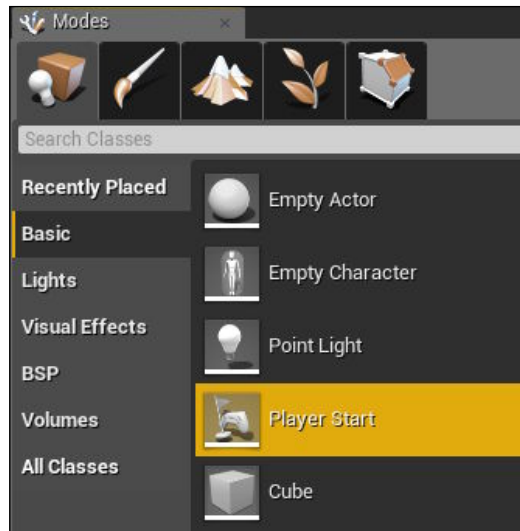 Modes
Search Classes
Recently Placed
Basic
Lights
Visual Effects
BSP
Volumes
All Classes
Empty Actor
Empty Character
Point Light
Player Start
Cube